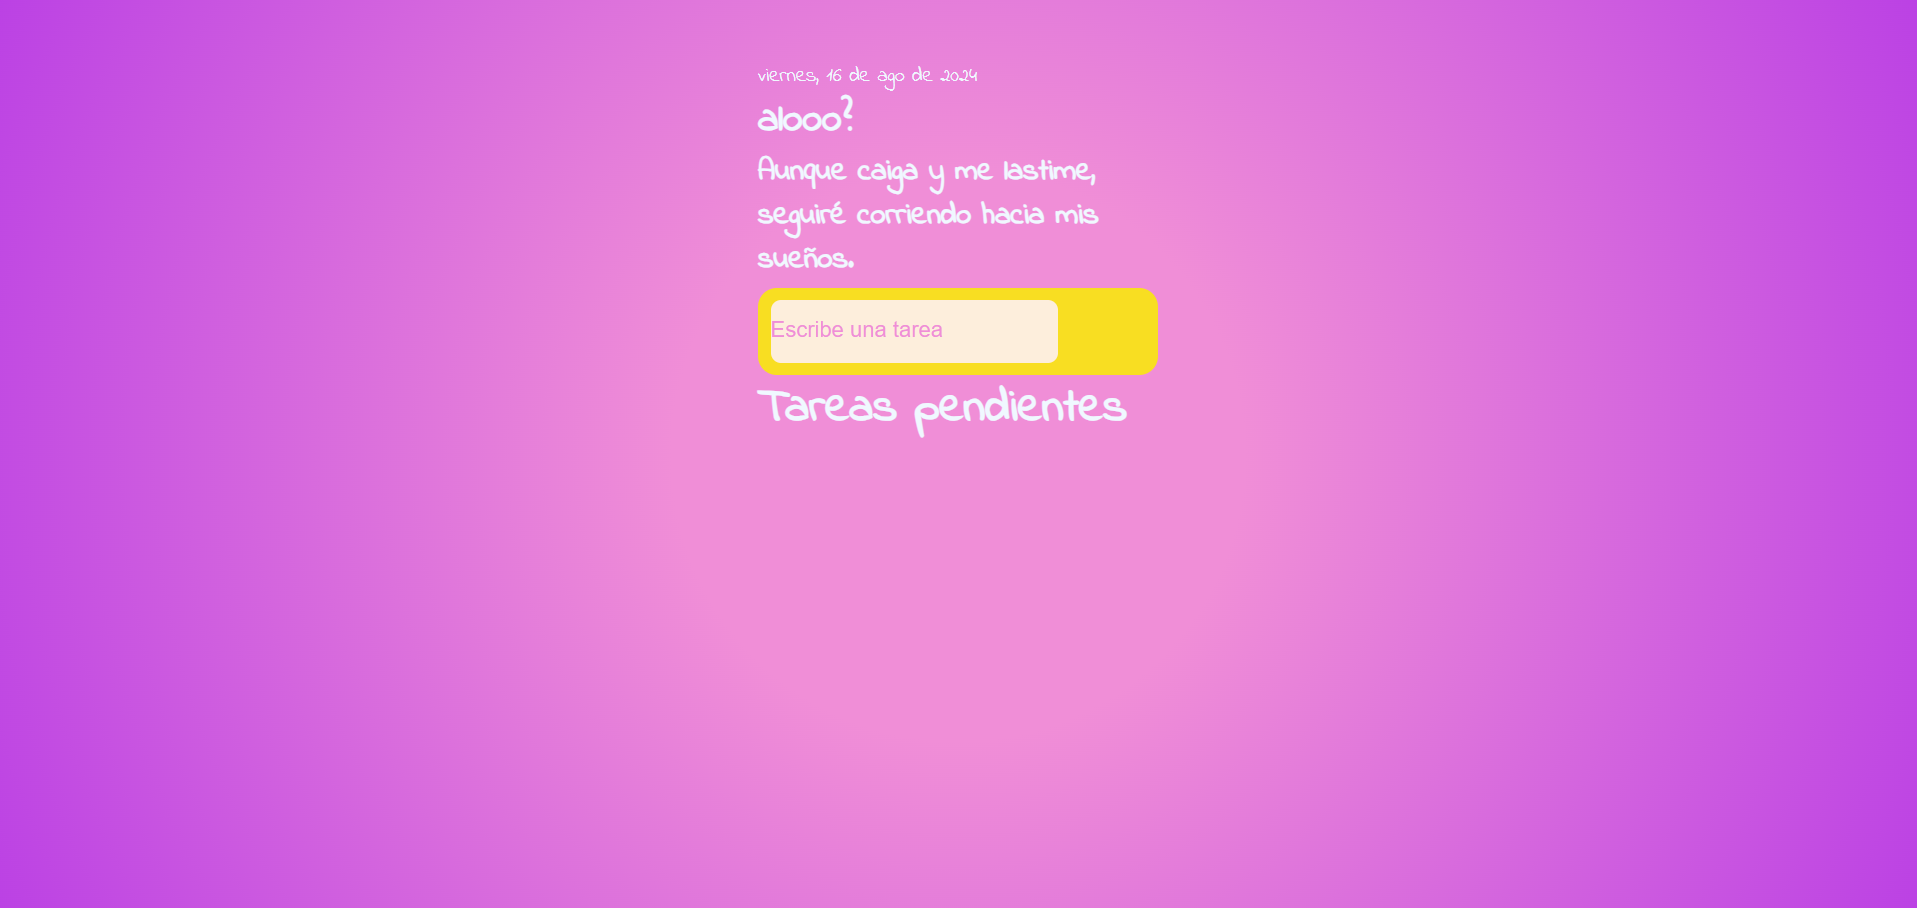 viernes, 16 de ago de 2024
alooo?
Aunque caiga y me lastime,
seguiré corriendo hacia mis
sueños.
Escribe una tarea
Tareas pendientes